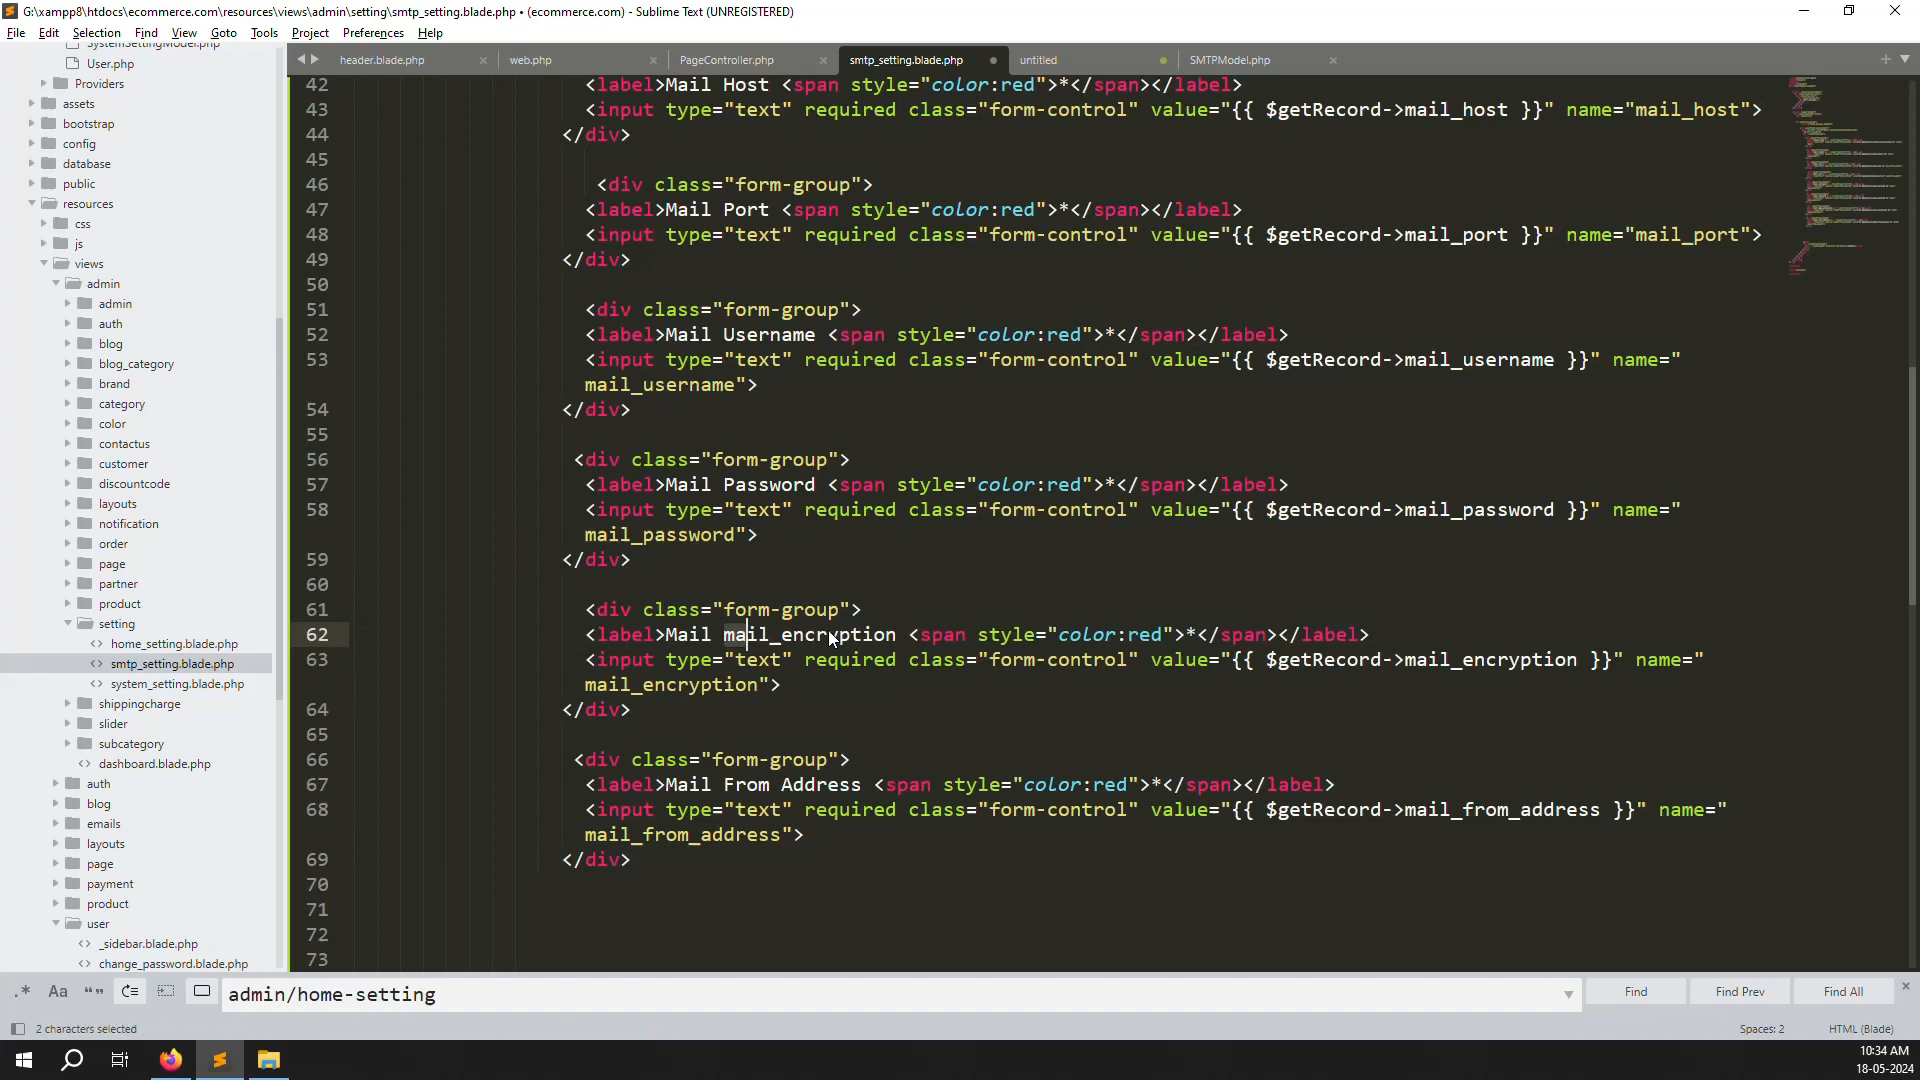 G:\xampp8\htdocs\ecommerce.com\resources\views\admin\setting\smtp_setting.blade.php • (ecommerce.com) - Sublime Text (UNREGISTERED)
File Edit Selection Find View Goto Tools Project Preferences Help
header.blade.php web.php PageController.php smtp_setting.blade.php untitled SMTPModel.php
SystemSettingModel.php
User.php
Providers
assets
bootstrap
config
database
public
resources
css
js
views
admin
admin
auth
blog
blog_category
brand
category
color
contactus
customer
discountcode
layouts
notification
order
page
partner
product
setting
home_setting.blade.php
smtp_setting.blade.php
system_setting.blade.php
shippingcharge
slider
subcategory
dashboard.blade.php
auth
blog
emails
layouts
page
payment
product
user
_sidebar.blade.php
change_password.blade.php
42 <label>Mail Host <span style="color:red">*</span></label>
43 <input type="text" required class="form-control" value="{{ $getRecord->mail_host }}" name="mail_host">
44 </div>
45
46 <div class="form-group">
47 <label>Mail Port <span style="color:red">*</span></label>
48 <input type="text" required class="form-control" value="{{ $getRecord->mail_port }}" name="mail_port">
49 </div>
50
51 <div class="form-group">
52 <label>Mail Username <span style="color:red">*</span></label>
53 <input type="text" required class="form-control" value="{{ $getRecord->mail_username }}" name="
mail_username">
54 </div>
55
56 <div class="form-group">
57 <label>Mail Password <span style="color:red">*</span></label>
58 <input type="text" required class="form-control" value="{{ $getRecord->mail_password }}" name="
mail_password">
59 </div>
60
61 <div class="form-group">
62 <label>Mail mail_encryption <span style="color:red">*</span></label>
63 <input type="text" required class="form-control" value="{{ $getRecord->mail_encryption }}" name="
mail_encryption">
64 </div>
65
66 <div class="form-group">
67 <label>Mail From Address <span style="color:red">*</span></label>
68 <input type="text" required class="form-control" value="{{ $getRecord->mail_from_address }}" name="
mail_from_address">
69 </div>
70
71
72
73
.* Aa “” admin/home-setting Find Find Prev Find All
2 characters selected Spaces: 2 HTML (Blade)
10:34 AM
18-05-2024